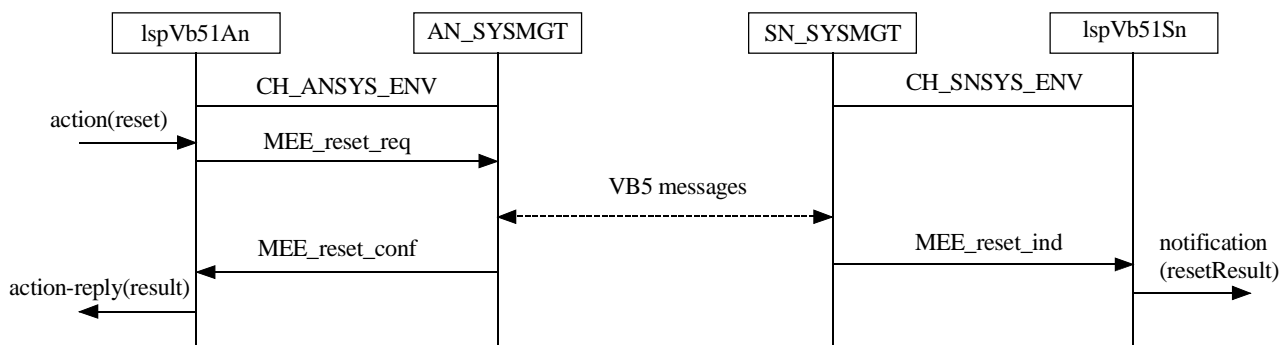 lspVb51An
AN_SYSMGT
SN_SYSMGT
lspVb51Sn
CH_ANSYS_ENV
CH_SNSYS_ENV
action(reset)
MEE_reset_req
VB5 messages
MEE_reset_conf
MEE_reset_ind
notification
(resetResult)
action-reply(result)